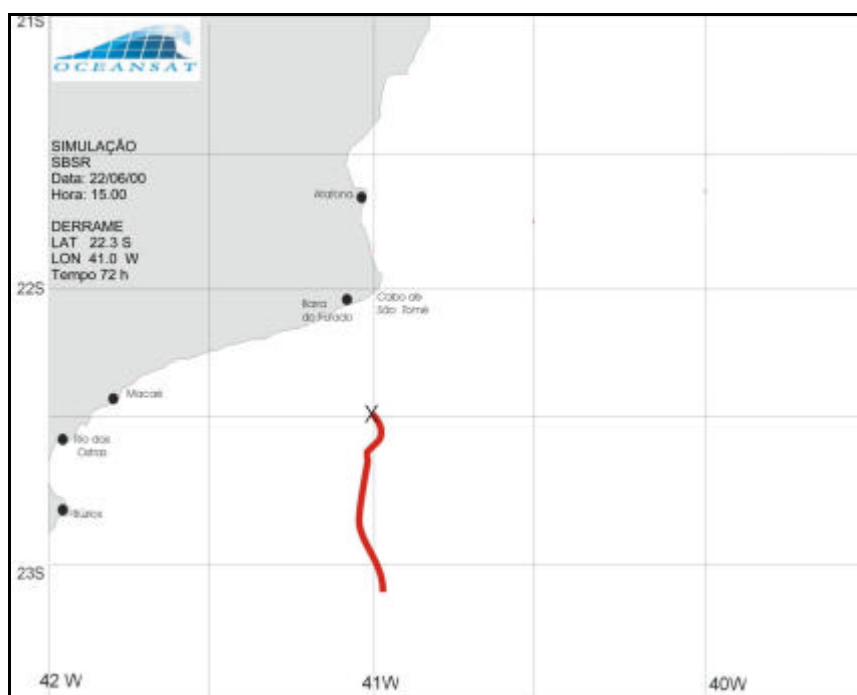 21S
OCEANSAT
SIMULAÇÃO
SBSR
Data: 22/06/00
Hora: 15.00
Atafona
DERRAME
LAT 22.3 S
LON 41.0 W
Tempo 72 h
22S
Cabo de
São Tomé
Barra
do Furado
Macaé
X
Rio das
Ostras
Búzios
23S
42 W
41W
40W